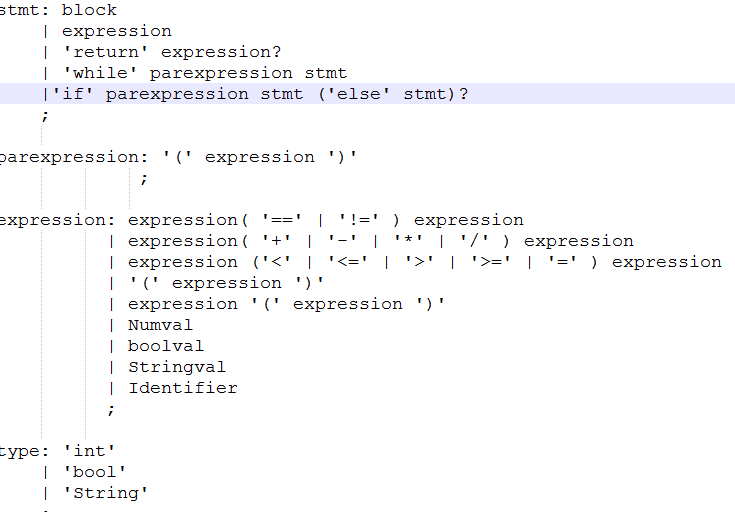 stmt: block
| expression
| 'return' expression?
| 'while' parexpression stmt
|'if' parexpression stmt ('else' stmt)?
;
parexpression: '(' expression ')'
;
expression: expression( '==' | '!=' ) expression
| expression( '+' | '-' | '*' | '/' ) expression
| expression ('<' | '<=' | '>' | '>=' | '=' ) expression
| '(' expression ')'
| expression '(' expression ')'
| Numval
| boolval
| Stringval
| Identifier
;
type: 'int'
| 'bool'
| 'String'
;